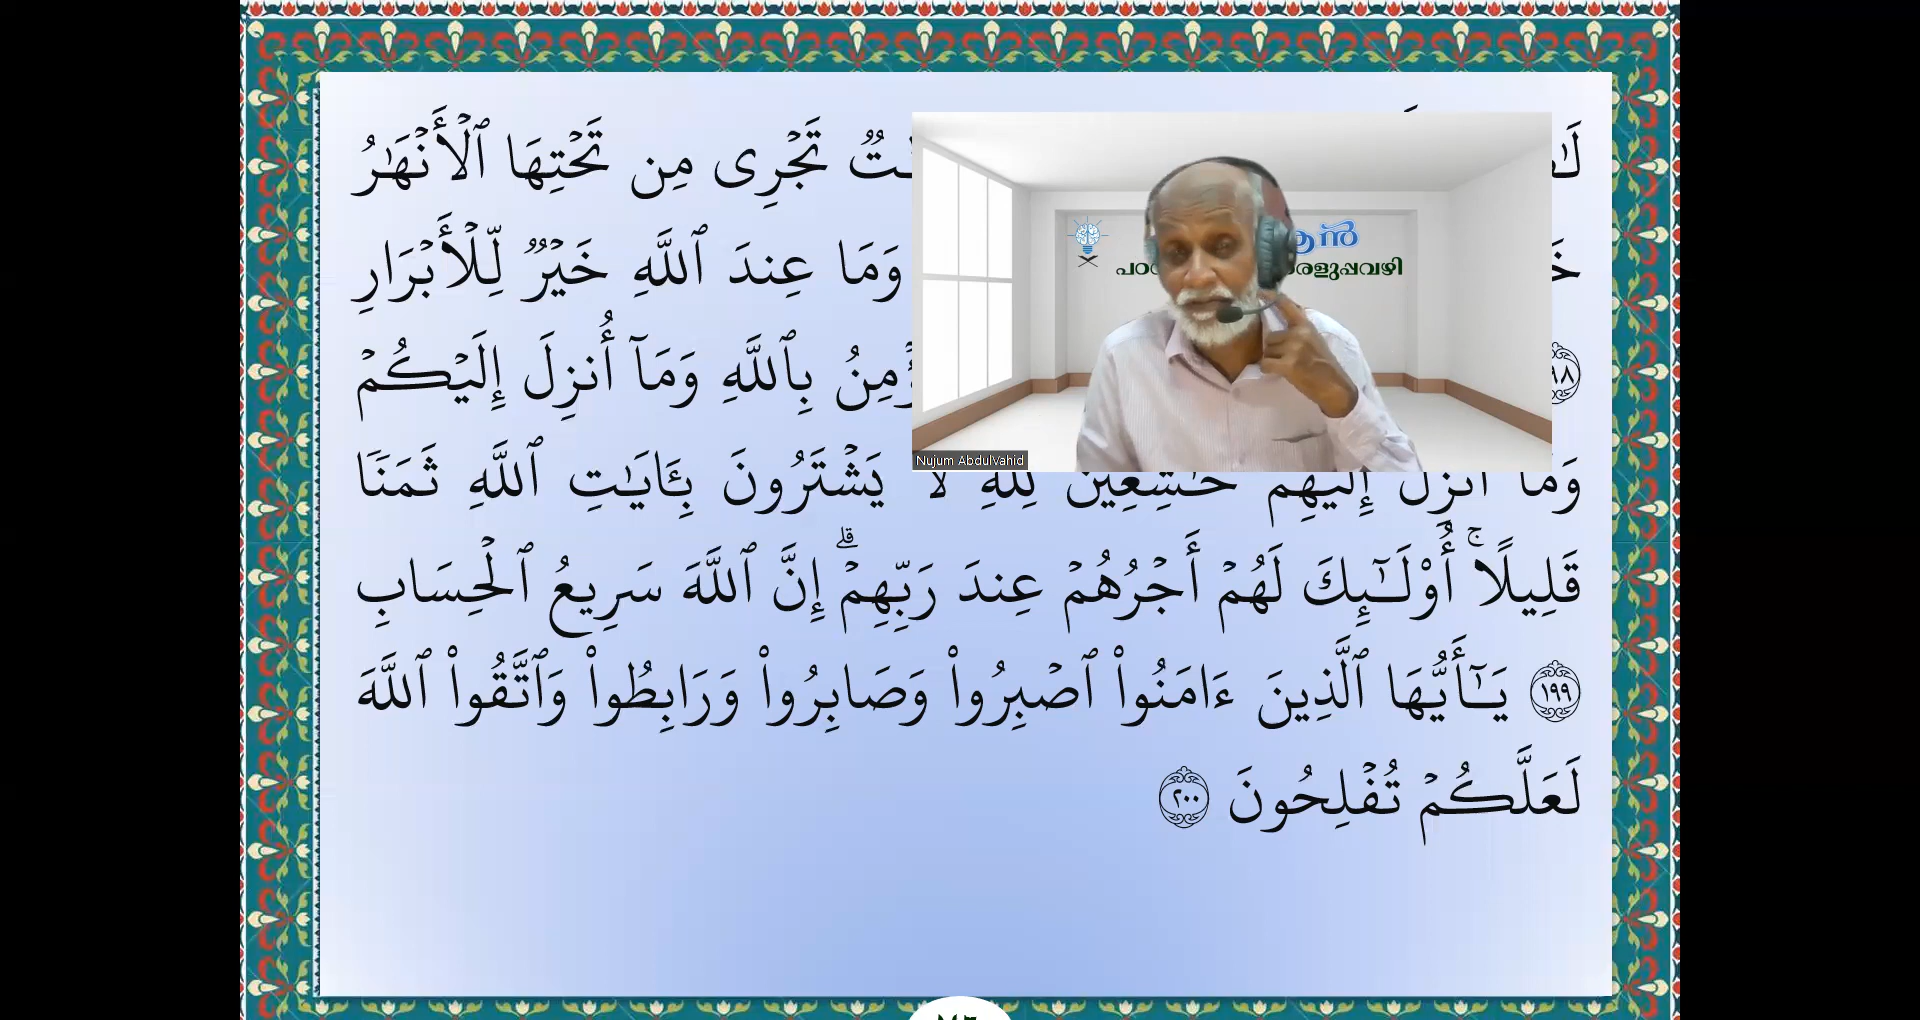 تٌ تَجۡرِى مِن تَحۡتِهَا ٱلۡأَنۡهَٰرُ
وَمَا عِندَ ٱللَّهِ خَيۡرٌ لِّلۡأَبۡرَارِ
١٩٨ بِٱللَّهِ وَمَآ أُنزِلَ إِلَيۡكُمۡ
وَمَآ أُنزِلَ إِلَيۡهِمۡ خَٰشِعِينَ لِلَّهِ لَا يَشۡتَرُونَ بِـَٔايَٰتِ ٱللَّهِ ثَمَنٗا
قَلِيلًاۚ أُوْلَٰٓئِكَ لَهُمۡ أَجۡرُهُمۡ عِندَ رَبِّهِمۡۗ إِنَّ ٱللَّهَ سَرِيعُ ٱلۡحِسَابِ
١٩٩ يَٰٓأَيُّهَا ٱلَّذِينَ ءَامَنُواْ ٱصۡبِرُواْ وَصَابِرُواْ وَرَابِطُواْ وَٱتَّقُواْ ٱللَّهَ
لَعَلَّكُمۡ تُفۡلِحُونَ ٢٠٠
Nujum AbdulVahid